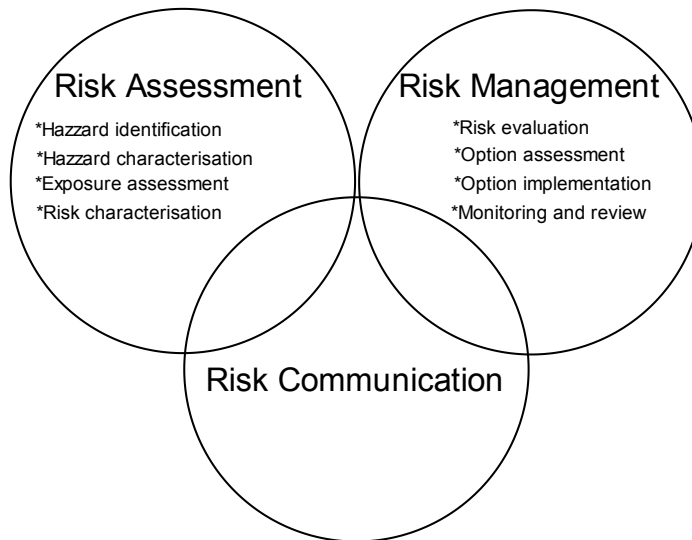 Risk Assessment
*Hazzard identification
*Hazzard characterisation
*Exposure assessment
*Risk characterisation
Risk Management
*Risk evaluation
*Option assessment
*Option implementation
*Monitoring and review
Risk Communication